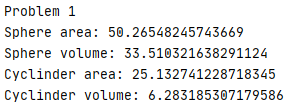 Problem 1
Sphere area: 50.26548245743669
Sphere volume: 33.510321638291124
Cyclinder area: 25.132741228718345
Cyclinder volume: 6.283185307179586